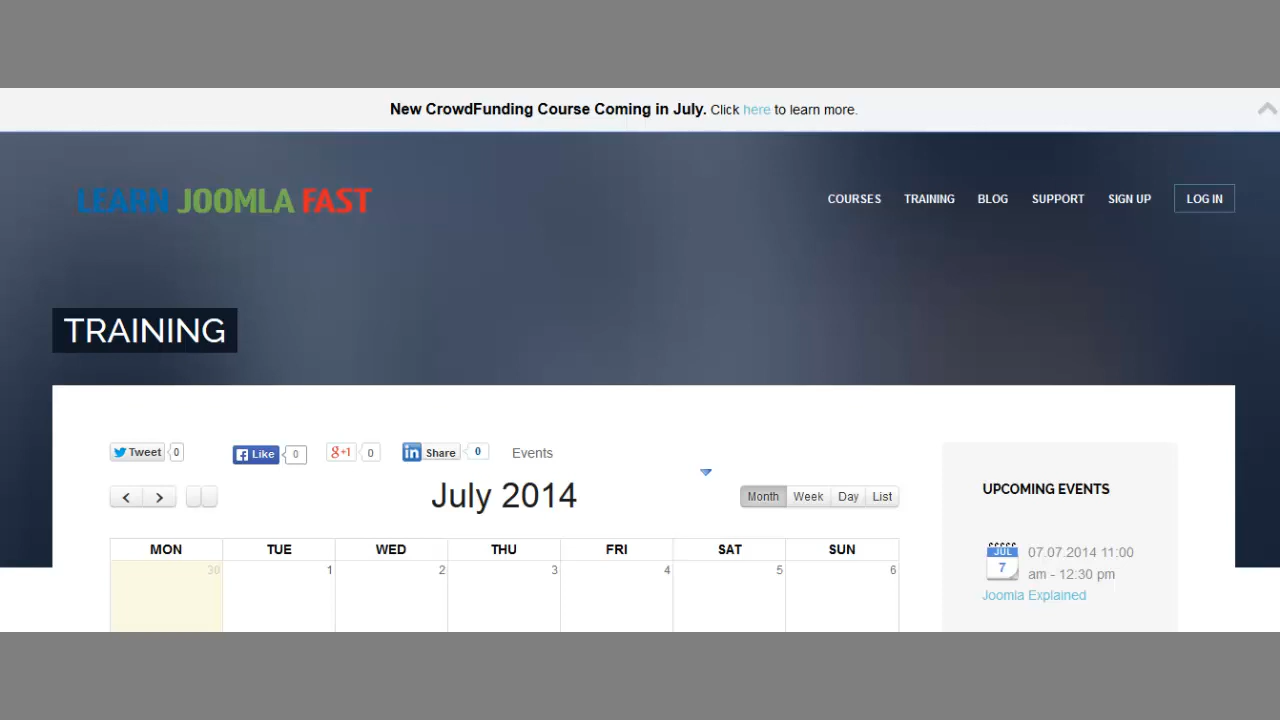 New CrowdFunding Course Coming in July. Click here to learn more.
LEARN JOOMLA FAST
COURSES TRAINING BLOG SUPPORT SIGN UP LOG IN
TRAINING
Tweet 0 Like 0 g+1 0 in Share 0 Events
July 2014
Month Week Day List
UPCOMING EVENTS
MON TUE WED THU FRI SAT SUN
30 1 2 3 4 5 6
JUL 7
07.07.2014 11:00
am - 12:30 pm
Joomla Explained